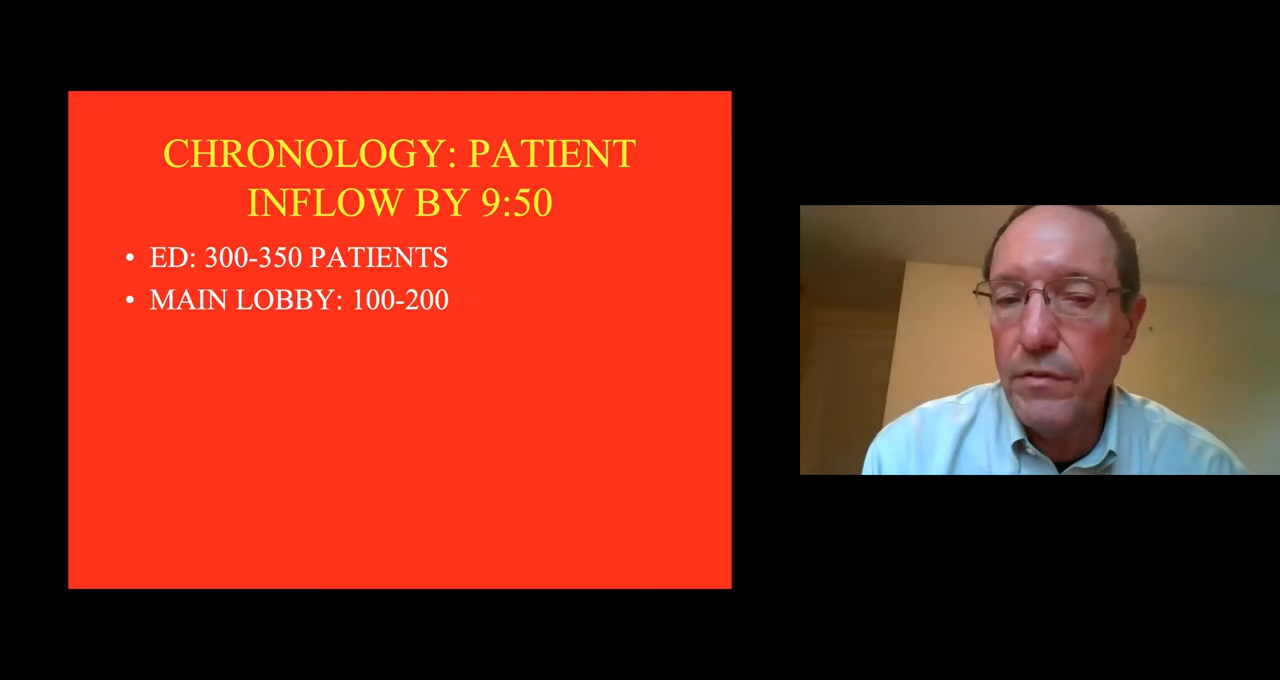 CHRONOLOGY: PATIENT
INFLOW BY 9:50
• ED: 300-350 PATIENTS
• MAIN LOBBY: 100-200